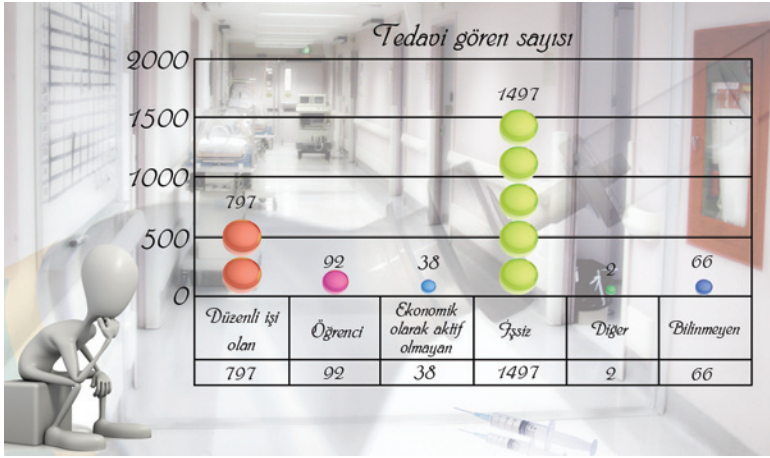 Tedavi gören sayısı
2000
1500
1000
500
0
797
92
38
1497
2
66
Düzenli işi
olan
Öğrenci
Ekonomik
olarak aktif
olmayan
İşsiz
Diğer
Bilinmeyen
797
92
38
1497
2
66